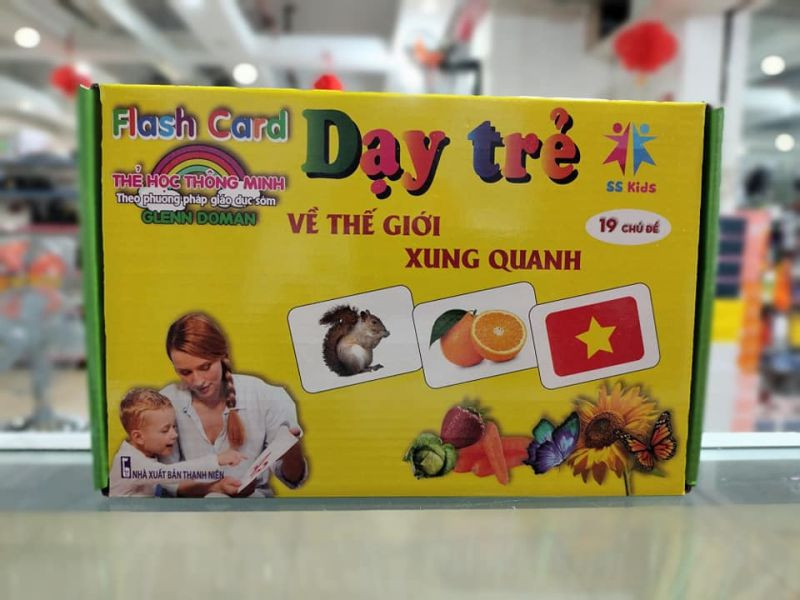 Flash Card
THẺ HỌC THÔNG MINH
Theo phương pháp giáo dục sớm
GLENN DOMAN
Dạy trẻ
VỀ THẾ GIỚI
XUNG QUANH
SS Kids
19 CHỦ ĐỀ
NHÀ XUẤT BẢN THANH NIÊN